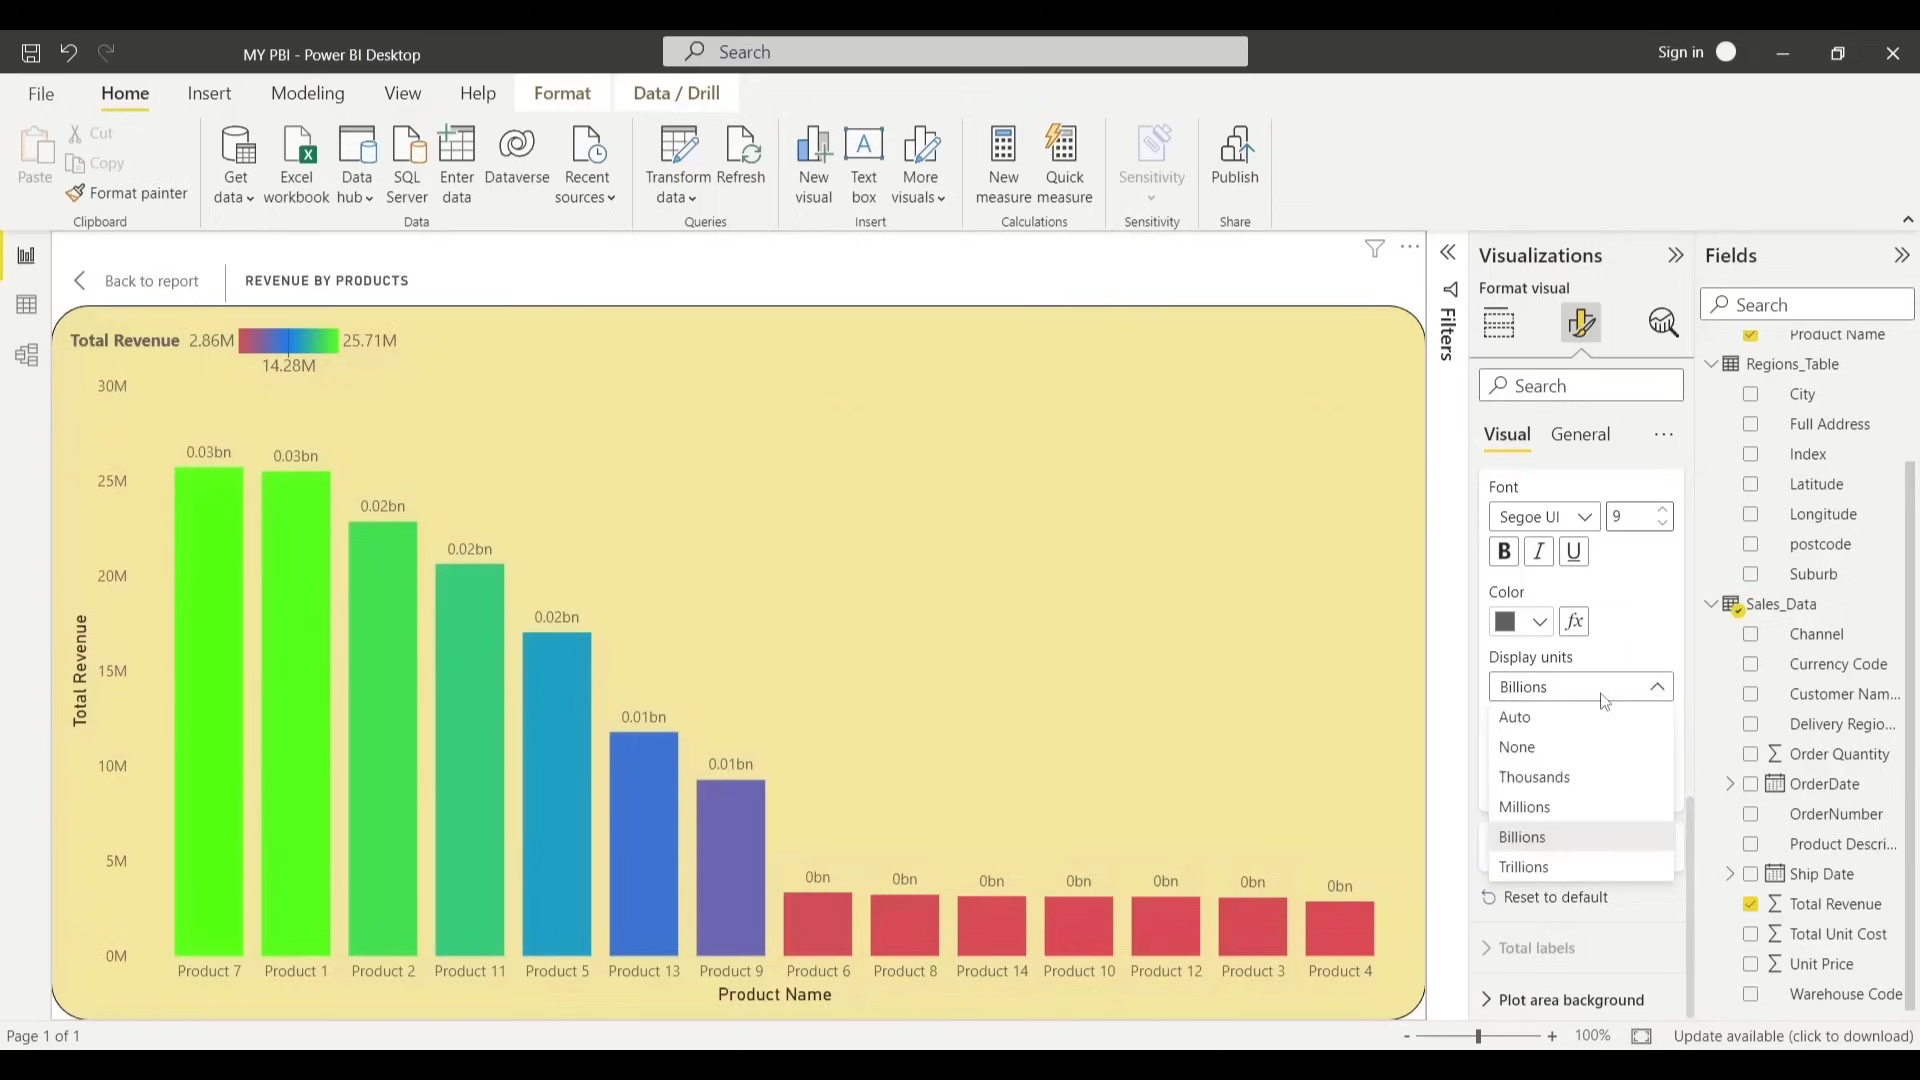 MY PBI - Power BI Desktop
Search
Sign in
File
Home
Insert
Modeling
View
Help
Format
Data / Drill
Paste
Cut
Copy
Format painter
Clipboard
Get data
Excel workbook
Data hub
SQL Server
Enter data
Dataverse
Recent sources
Data
Transform data
Refresh
Queries
New visual
Text box
More visuals
Insert
New measure
Quick measure
Calculations
Sensitivity
Sensitivity
Publish
Share
Back to report
REVENUE BY PRODUCTS
Total Revenue 2.86M 25.71M
14.28M
30M
25M
20M
15M
10M
5M
0M
Total Revenue
0.03bn
0.03bn
0.02bn
0.02bn
0.02bn
0.01bn
0.01bn
0bn
0bn
0bn
0bn
0bn
0bn
0bn
Product 7
Product 1
Product 2
Product 11
Product 5
Product 13
Product 9
Product 6
Product 8
Product 14
Product 10
Product 12
Product 3
Product 4
Product Name
Filters
Visualizations
Format visual
Search
Visual
General
Font
Segoe UI
9
B
I
U
Color
fx
Display units
Billions
Auto
None
Thousands
Millions
Billions
Trillions
Reset to default
Total labels
Plot area background
Fields
Search
Product Name
Regions_Table
City
Full Address
Index
Latitude
Longitude
postcode
Suburb
Sales_Data
Channel
Currency Code
Customer Nam...
Delivery Regio...
Order Quantity
OrderDate
OrderNumber
Product Descri...
Ship Date
Total Revenue
Total Unit Cost
Unit Price
Warehouse Code
Page 1 of 1
- + 100%
Update available (click to download)